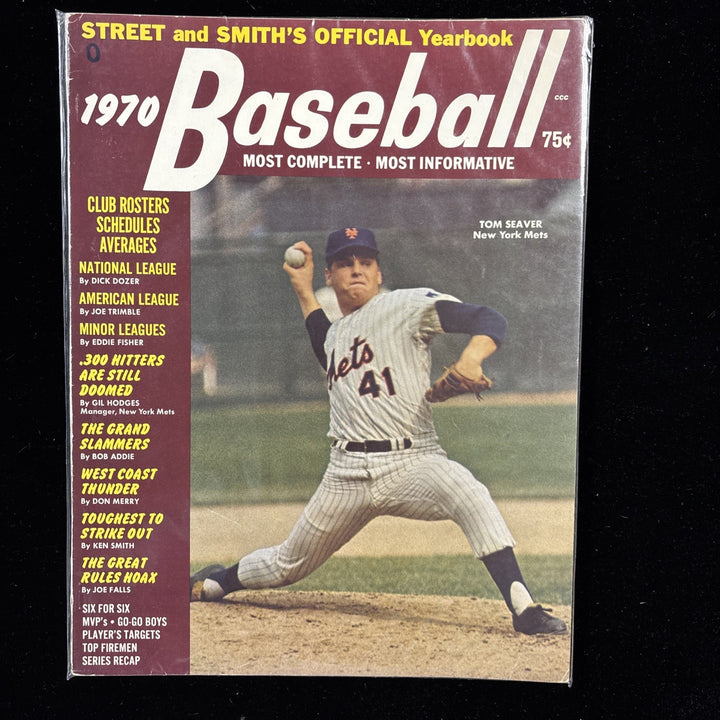 STREET and SMITH'S OFFICIAL Yearbook
0
1970 Baseball
ccc
75¢
MOST COMPLETE · MOST INFORMATIVE
CLUB ROSTERS
SCHEDULES
AVERAGES
NATIONAL LEAGUE
By DICK DOZER
AMERICAN LEAGUE
By JOE TRIMBLE
MINOR LEAGUES
By EDDIE FISHER
.300 HITTERS
ARE STILL
DOOMED
By GIL HODGES
Manager, New York Mets
THE GRAND
SLAMMERS
By BOB ADDIE
WEST COAST
THUNDER
By DON MERRY
TOUGHEST TO
STRIKE OUT
By KEN SMITH
THE GREAT
RULES HOAX
By JOE FALLS
SIX FOR SIX
MVP's • GO-GO BOYS
PLAYER'S TARGETS
TOP FIREMEN
SERIES RECAP
TOM SEAVER
New York Mets
NY
Mets
41